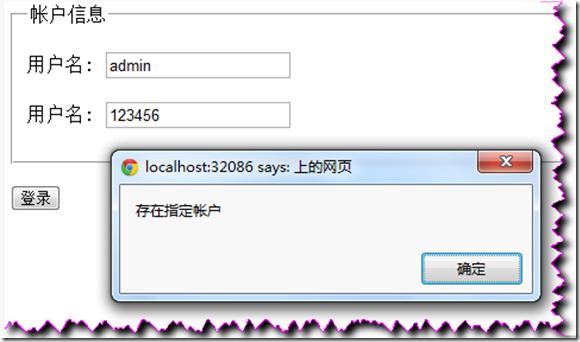 帐户信息
用户名： admin
用户名： 123456
localhost:32086 says: 上的网页
存在指定帐户
确定
登录